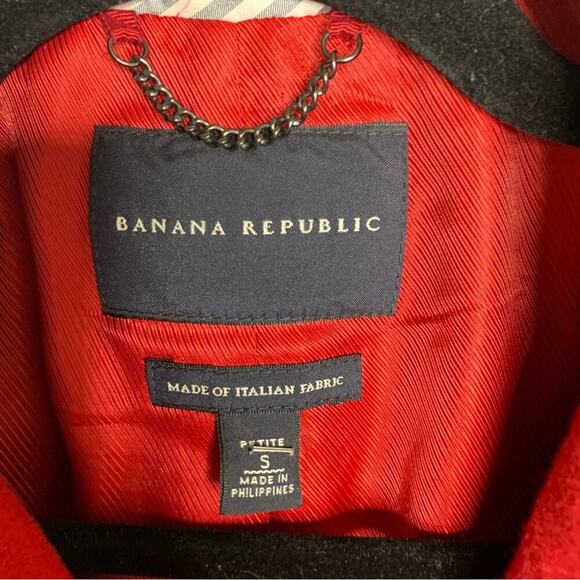 BANANA REPUBLIC
MADE OF ITALIAN FABRIC
PETITE
S
MADE IN
PHILIPPINES